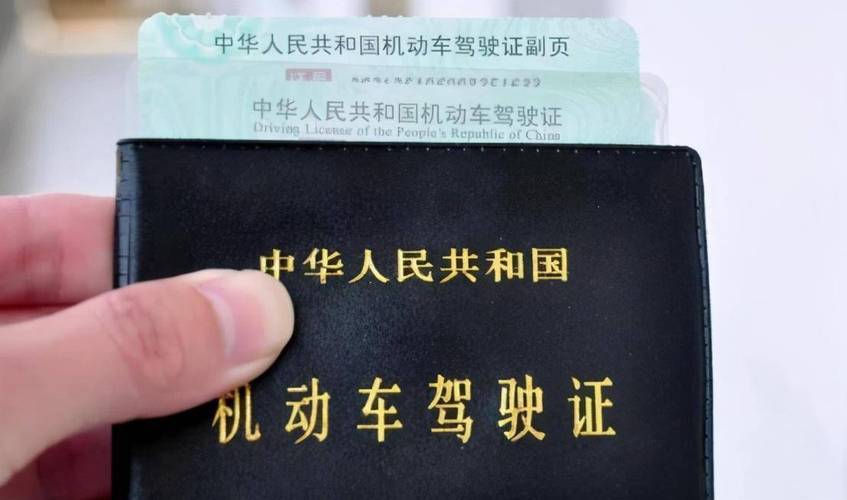 中华人民共和国机动车驾驶证副页
中华人民共和国机动车驾驶证
Driving License of the People's Republic of China
中华人民共和国
机动车驾驶证